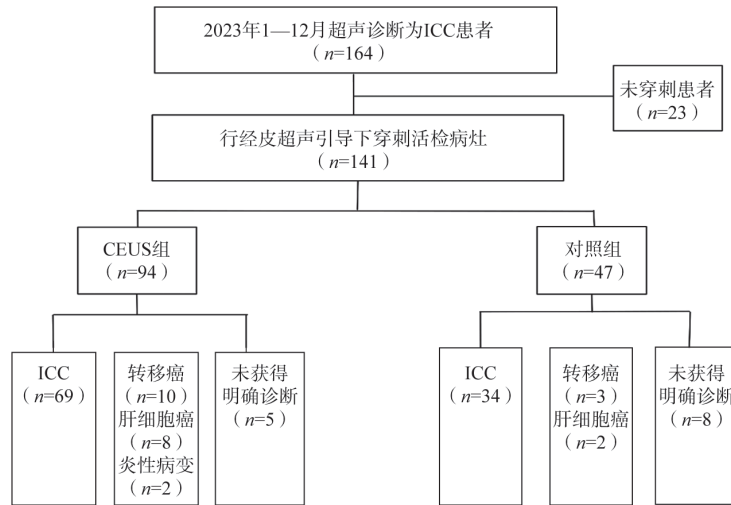 2023年1—12月超声诊断为ICC患者
（n=164）
未穿刺患者
（n=23）
行经皮超声引导下穿刺活检病灶
（n=141）
CEUS组
（n=94）
对照组
（n=47）
ICC
（n=69）
转移癌
（n=10）
肝细胞癌
（n=8）
炎性病变
（n=2）
未获得
明确诊断
（n=5）
ICC
（n=34）
转移癌
（n=3）
肝细胞癌
（n=2）
未获得
明确诊断
（n=8）